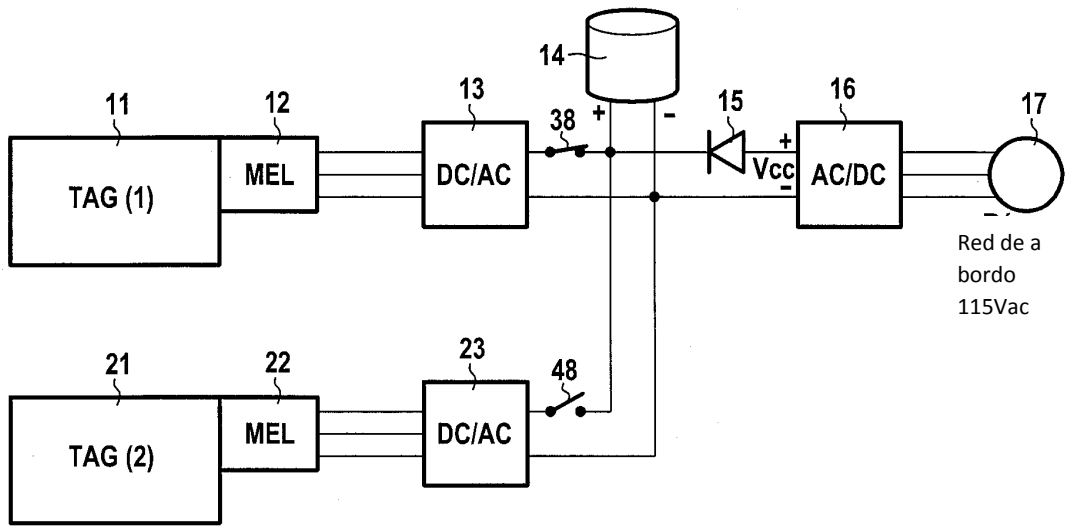 14
11
12
13
38
+
-
15
16
17
TAG (1)
MEL
DC/AC
+
Vcc
-
AC/DC
Red de a
bordo
115Vac
21
22
23
48
TAG (2)
MEL
DC/AC